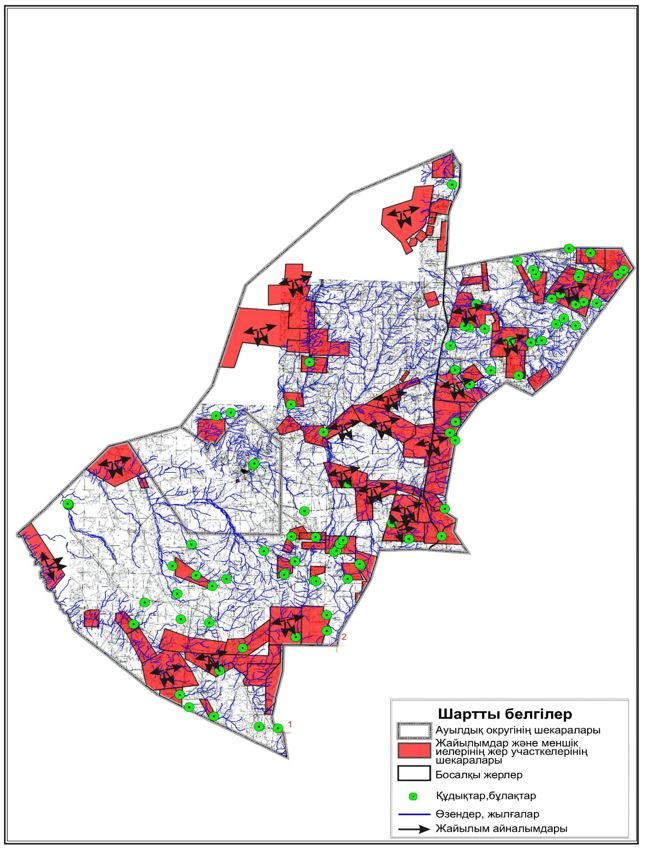 2
1
Шартты белгілер
Ауылдық округінің шекаралары
Жайылымдар және меншік
иелерінің жер участкелерінің
шекаралары
Босалқы жерлер
Құдықтар,бұлақтар
Өзендер, жылғалар
Жайылым айналымдары